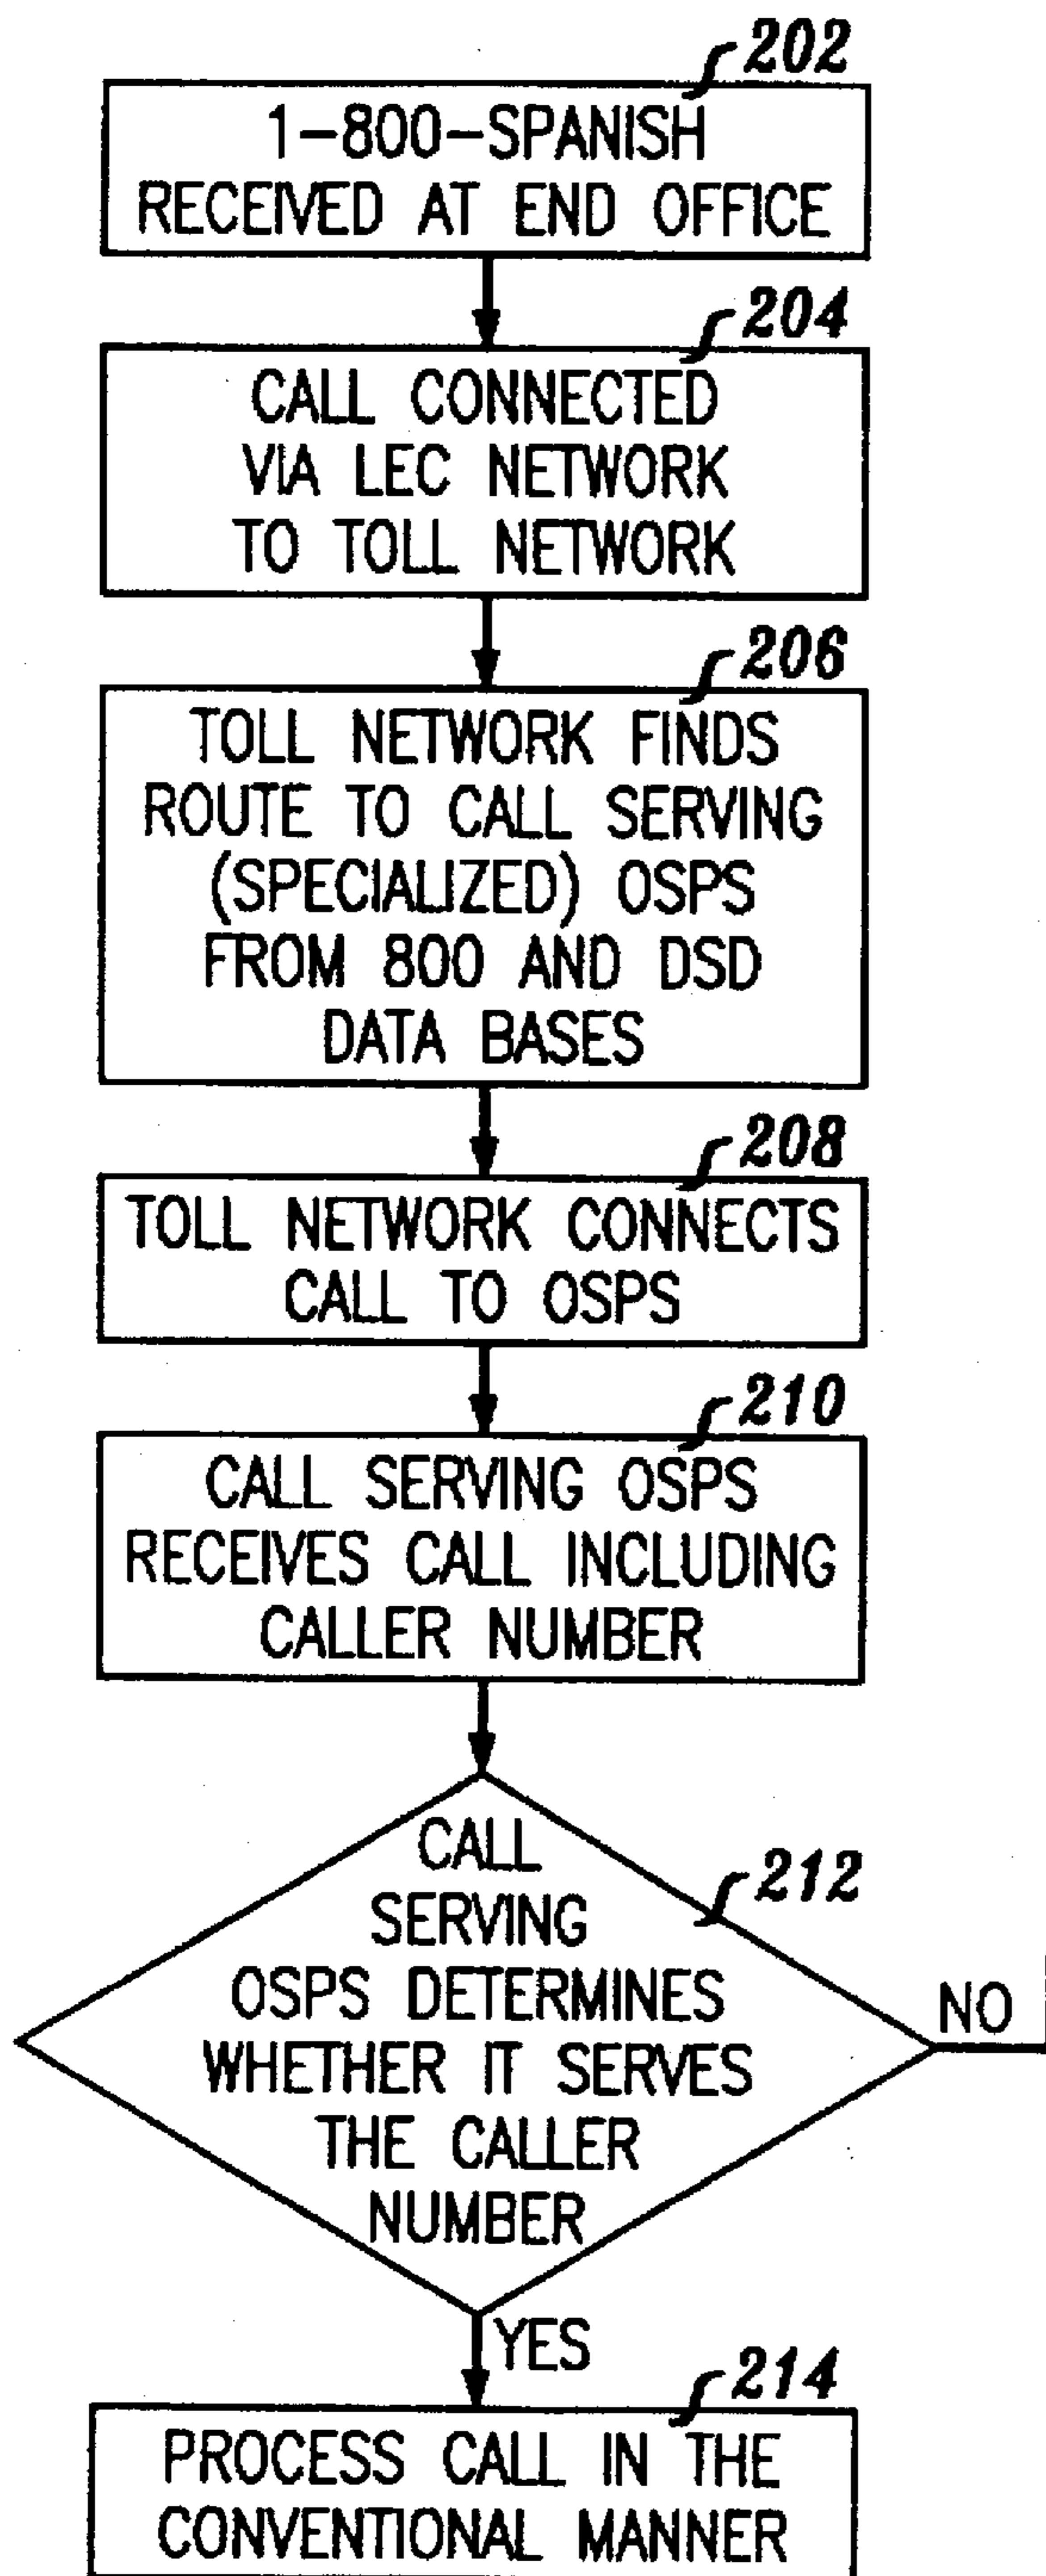 202
1-800-SPANISH
RECEIVED AT END OFFICE
204
CALL CONNECTED
VIA LEC NETWORK
TO TOLL NETWORK
206
TOLL NETWORK FINDS
ROUTE TO CALL SERVING
(SPECIALIZED) OSPS
FROM 800 AND DSD
DATA BASES
208
TOLL NETWORK CONNECTS
CALL TO OSPS
210
CALL SERVING OSPS
RECEIVES CALL INCLUDING
CALLER NUMBER
212
CALL
SERVING
OSPS DETERMINES
WHETHER IT SERVES
THE CALLER
NUMBER
NO
YES
214
PROCESS CALL IN THE
CONVENTIONAL MANNER